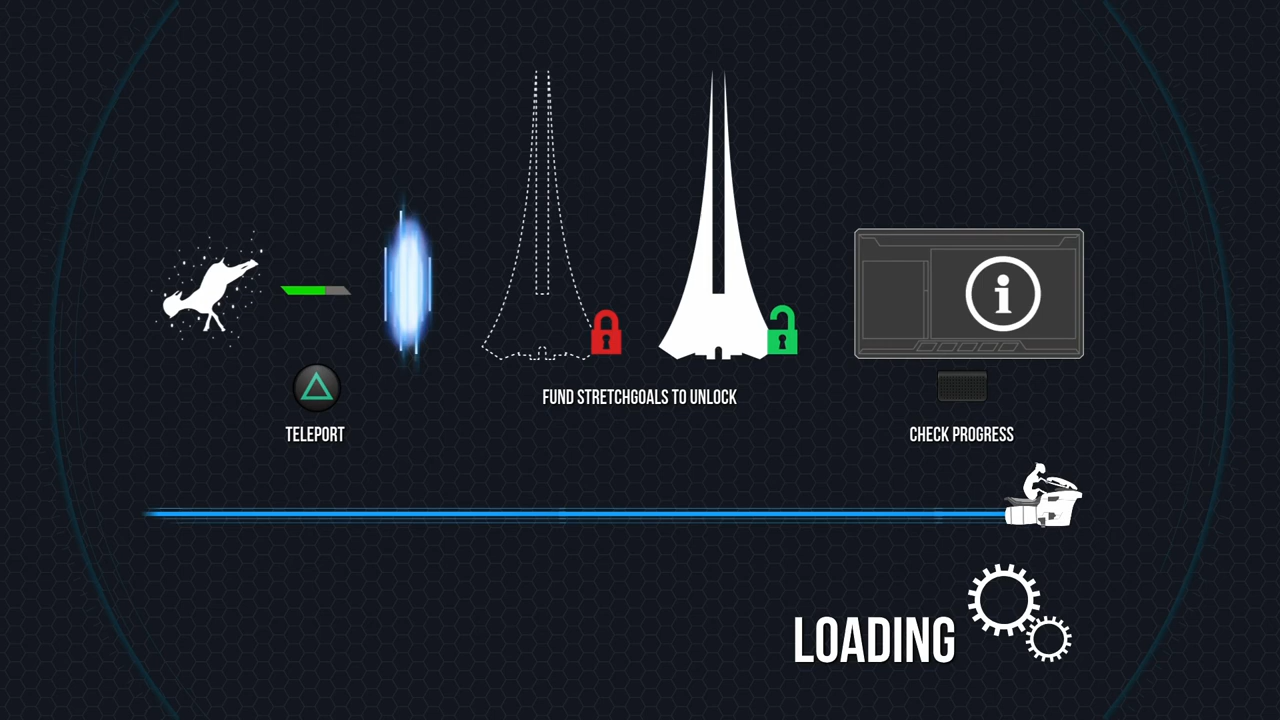 FUND STRETCHGOALS TO UNLOCK
TELEPORT
CHECK PROGRESS
LOADING